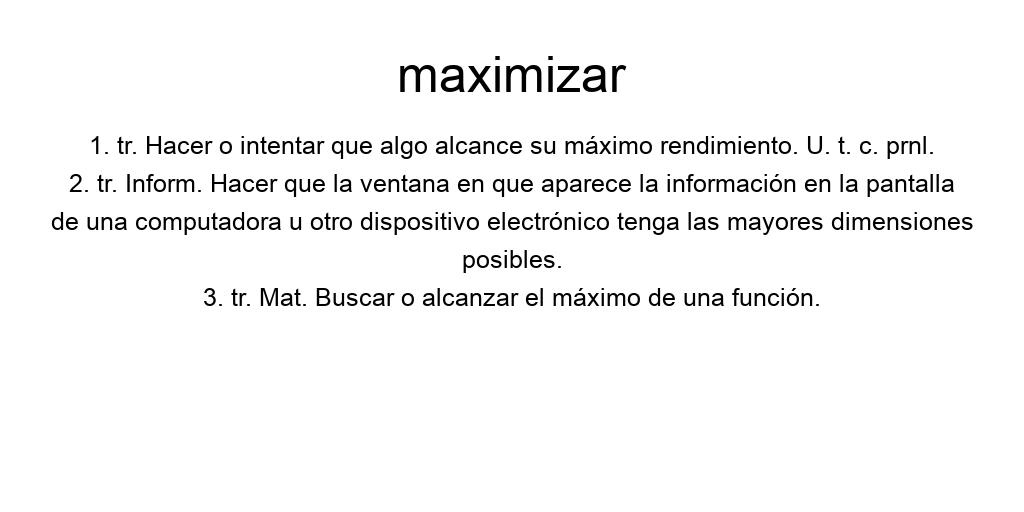 maximizar
1. tr. Hacer o intentar que algo alcance su máximo rendimiento. U. t. c. prnl.
2. tr. Inform. Hacer que la ventana en que aparece la información en la pantalla
de una computadora u otro dispositivo electrónico tenga las mayores dimensiones
posibles.
3. tr. Mat. Buscar o alcanzar el máximo de una función.